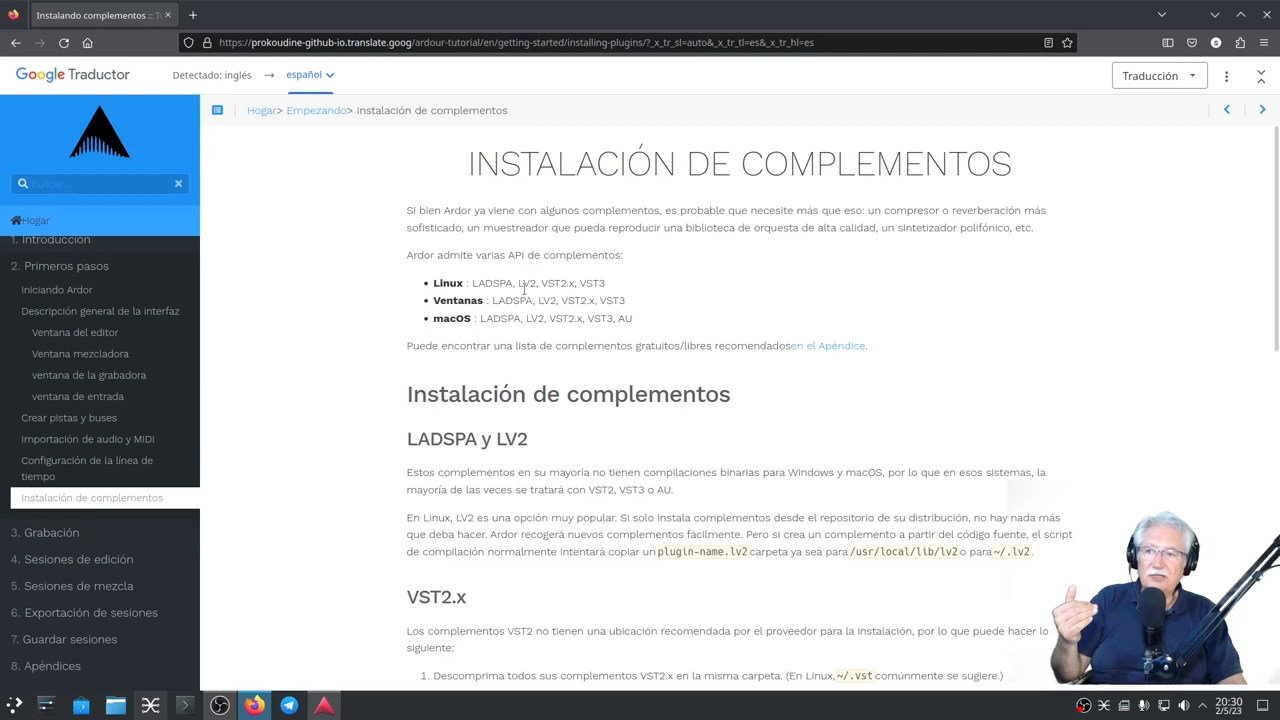 Instalando complementos :: T
https://prokoudine-github-io.translate.goog/ardour-tutorial/en/getting-started/installing-plugins/?_x_tr_sl=auto&_x_tr_tl=es&_x_tr_hl=es
Google Traductor
Detectado: inglés → español
Traducción
Hogar> Empezando> Instalación de complementos
Buscar...
Hogar
1. Introducción
2. Primeros pasos
Iniciando Ardor
Descripción general de la interfaz
Ventana del editor
Ventana mezcladora
ventana de la grabadora
ventana de entrada
Crear pistas y buses
Importación de audio y MIDI
Configuración de la línea de
tiempo
Instalación de complementos
3. Grabación
4. Sesiones de edición
5. Sesiones de mezcla
6. Exportación de sesiones
7. Guardar sesiones
8. Apéndices
INSTALACIÓN DE COMPLEMENTOS
Si bien Ardor ya viene con algunos complementos, es probable que necesite más que eso: un compresor o reverberación más
sofisticado, un muestreador que pueda reproducir una biblioteca de orquesta de alta calidad, un sintetizador polifónico, etc.
Ardor admite varias API de complementos:
• Linux : LADSPA, LV2, VST2.x, VST3
• Ventanas : LADSPA, LV2, VST2.x, VST3
• macOS : LADSPA, LV2, VST2.x, VST3, AU
Puede encontrar una lista de complementos gratuitos/libres recomendadosen el Apéndice.
Instalación de complementos
LADSPA y LV2
Estos complementos en su mayoría no tienen compilaciones binarias para Windows y macOS, por lo que en esos sistemas, la
mayoría de las veces se tratará con VST2, VST3 o AU.
En Linux, LV2 es una opción muy popular. Si solo instala complementos desde el repositorio de su distribución, no hay nada más
que deba hacer. Ardor recogerá nuevos complementos fácilmente. Pero si crea un complemento a partir del código fuente, el script
de compilación normalmente intentará copiar un plugin-name.lv2 carpeta ya sea para /usr/local/lib/lv2 o para ~/.lv2.
VST2.x
Los complementos VST2 no tienen una ubicación recomendada por el proveedor para la instalación, por lo que puede hacer lo
siguiente:
1. Descomprima todos sus complementos VST2.x en la misma carpeta. (En Linux, ~/.vst comúnmente se sugiere.)
20:30
2/5/23